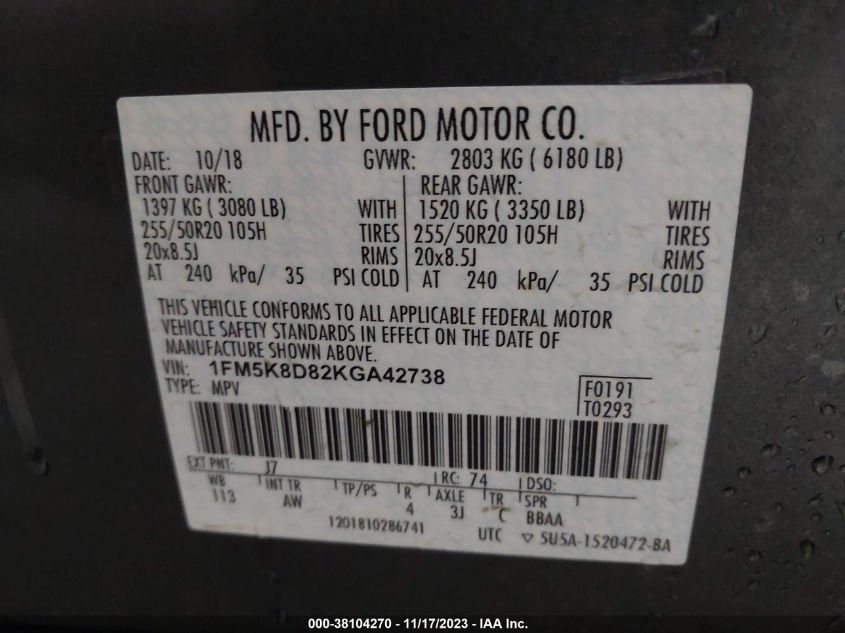 MFD. BY FORD MOTOR CO.
DATE: 10/18 GVWR: 2803 KG ( 6180 LB)
FRONT GAWR: REAR GAWR:
1397 KG ( 3080 LB) WITH 1520 KG ( 3350 LB) WITH
255/50R20 105H TIRES 255/50R20 105H TIRES
20x8.5J RIMS 20x8.5J RIMS
AT 240 kPa/ 35 PSI COLD AT 240 kPa/ 35 PSI COLD
THIS VEHICLE CONFORMS TO ALL APPLICABLE FEDERAL MOTOR
VEHICLE SAFETY STANDARDS IN EFFECT ON THE DATE OF
MANUFACTURE SHOWN ABOVE.
VIN: 1FM5K8D82KGA42738
TYPE: MPV
F0191
T0293
EXT PNT: J7 RC: 74 DSO:
WB INT TR TP/PS R AXLE TR SPR
113 AW 4 3J C BBAA
1201810286741 UTC ▽ 5U5A-1520472-BA
000-38104270 - 11/17/2023 - IAA Inc.